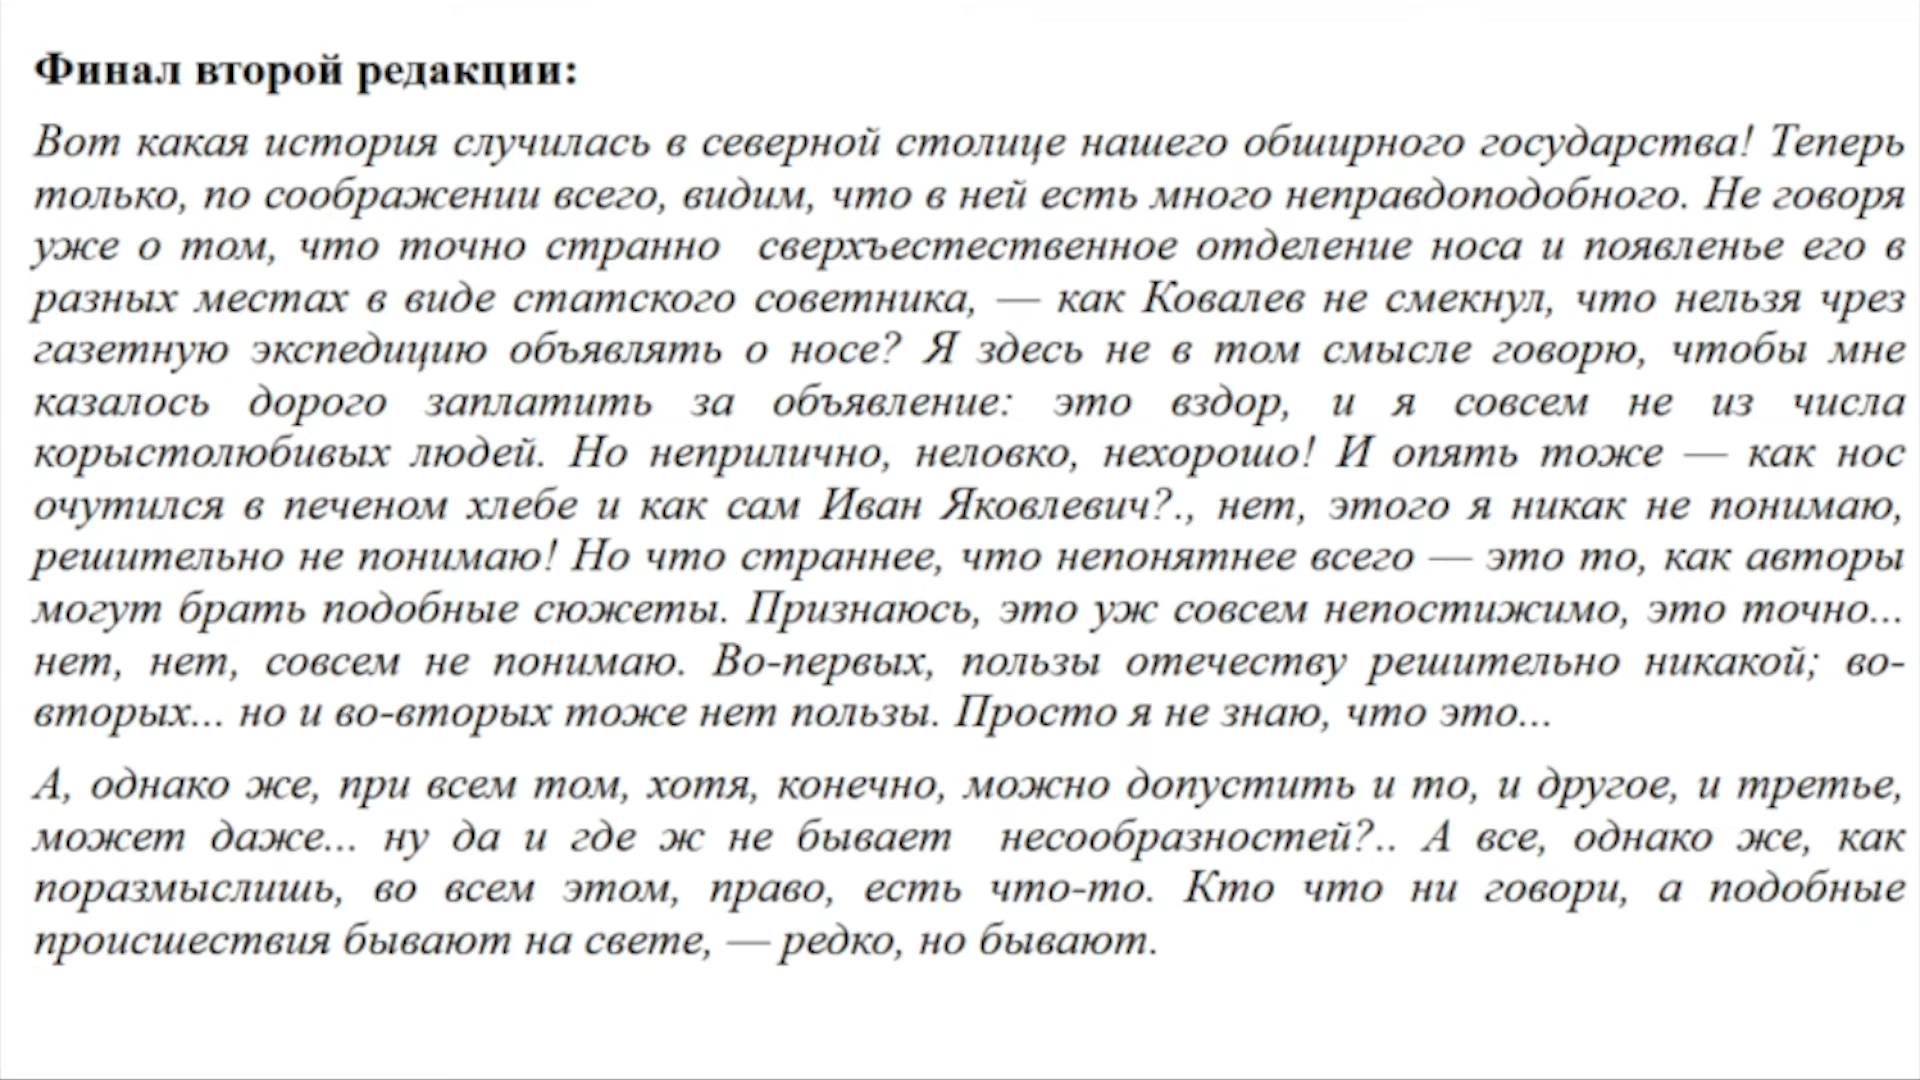 Финал второй редакции:
Вот какая история случилась в северной столице нашего обширного государства! Теперь
только, по соображении всего, видим, что в ней есть много неправдоподобного. Не говоря
уже о том, что точно странно сверхъестественное отделение носа и появленье его в
разных местах в виде статского советника, — как Ковалев не смекнул, что нельзя чрез
газетную экспедицию объявлять о носе? Я здесь не в том смысле говорю, чтобы мне
казалось дорого заплатить за объявление: это вздор, и я совсем не из числа
корыстолюбивых людей. Но неприлично, неловко, нехорошо! И опять тоже — как нос
очутился в печеном хлебе и как сам Иван Яковлевич?., нет, этого я никак не понимаю,
решительно не понимаю! Но что страннее, что непонятнее всего — это то, как авторы
могут брать подобные сюжеты. Признаюсь, это уж совсем непостижимо, это точно...
нет, нет, совсем не понимаю. Во-первых, пользы отечеству решительно никакой; во-
вторых... но и во-вторых тоже нет пользы. Просто я не знаю, что это...
А, однако же, при всем том, хотя, конечно, можно допустить и то, и другое, и третье,
может даже... ну да и где ж не бывает несообразностей?.. А все, однако же, как
поразмыслишь, во всем этом, право, есть что-то. Кто что ни говори, а подобные
происшествия бывают на свете, — редко, но бывают.